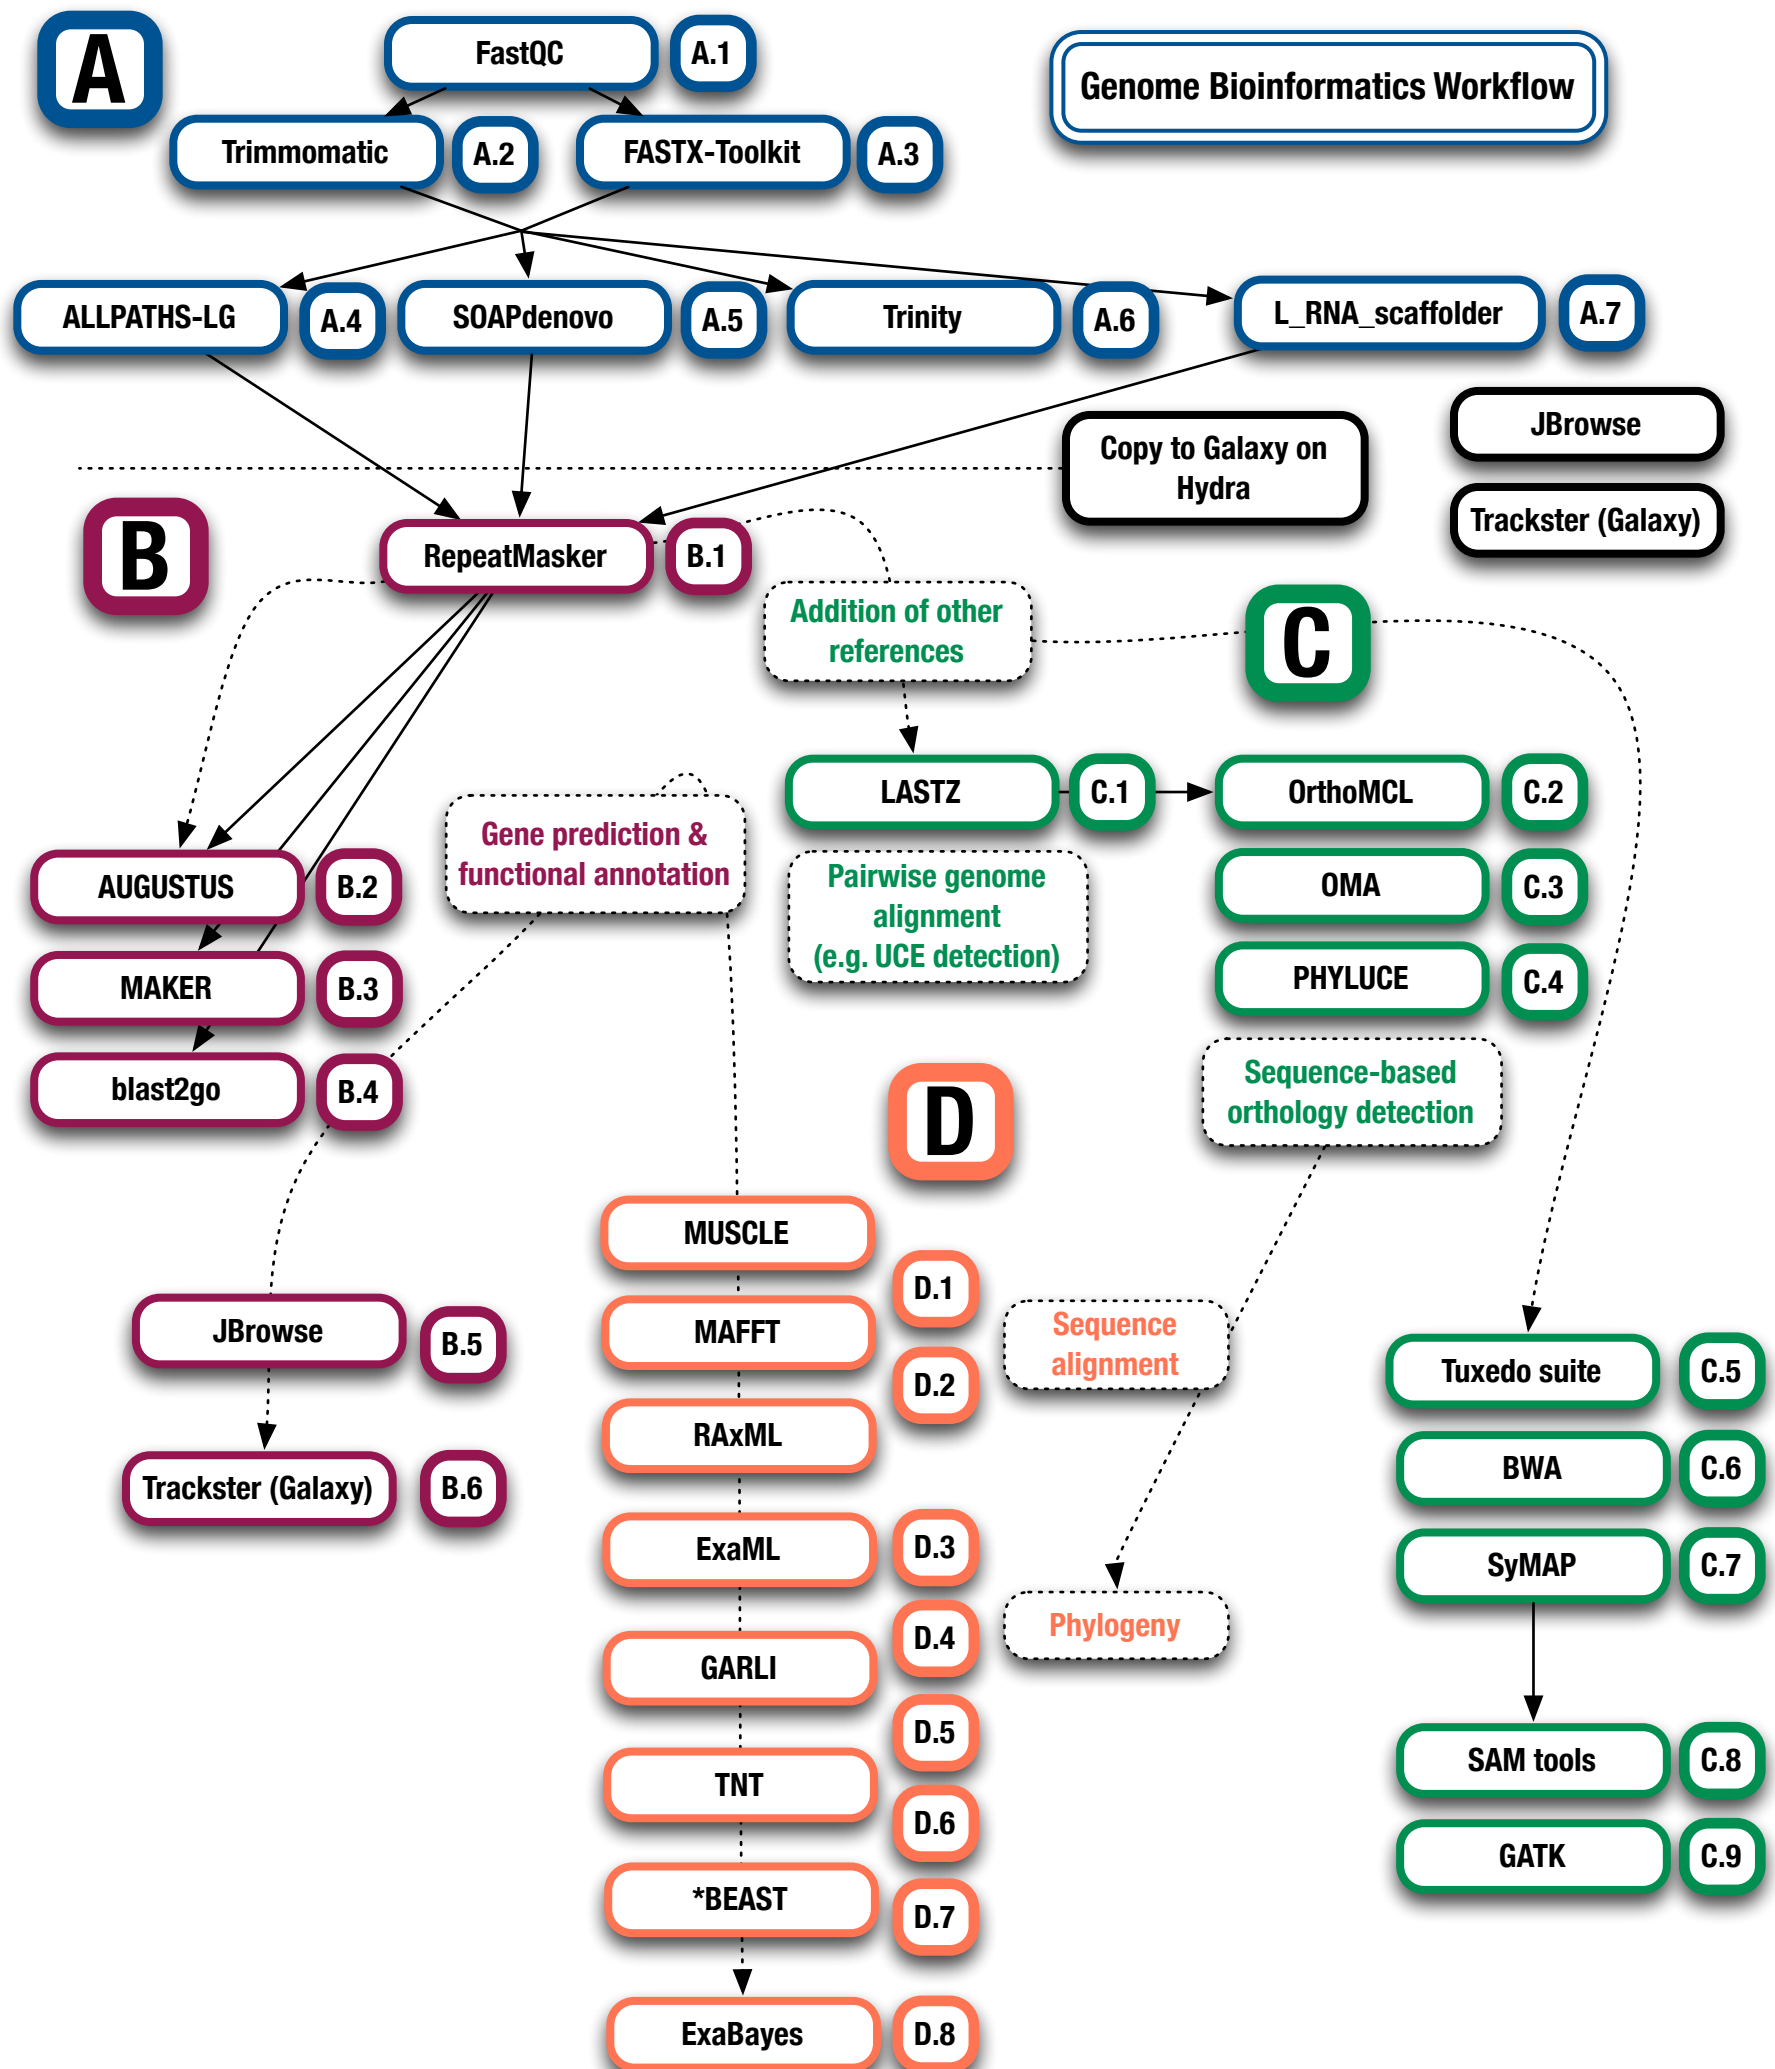 A
FastQC
A.1
Genome Bioinformatics Workflow
Trimmomatic
A.2
FASTX-Toolkit
A.3
ALLPATHS-LG
A.4
SOAPdenovo
A.5
Trinity
A.6
L_RNA_scaffolder
A.7
Copy to Galaxy on
Hydra
JBrowse
Trackster (Galaxy)
B
RepeatMasker
B.1
Addition of other
references
C
LASTZ
C.1
OrthoMCL
C.2
Gene prediction &
functional annotation
AUGUSTUS
B.2
Pairwise genome
alignment
(e.g. UCE detection)
OMA
C.3
MAKER
B.3
PHYLUCE
C.4
blast2go
B.4
D
Sequence-based
orthology detection
MUSCLE
D.1
MAFFT
D.2
RAxML
Sequence
alignment
JBrowse
B.5
Tuxedo suite
C.5
Trackster (Galaxy)
B.6
BWA
C.6
ExaML
D.3
SyMAP
C.7
GARLI
D.4
Phylogeny
D.5
TNT
D.6
SAM tools
C.8
*BEAST
D.7
GATK
C.9
ExaBayes
D.8